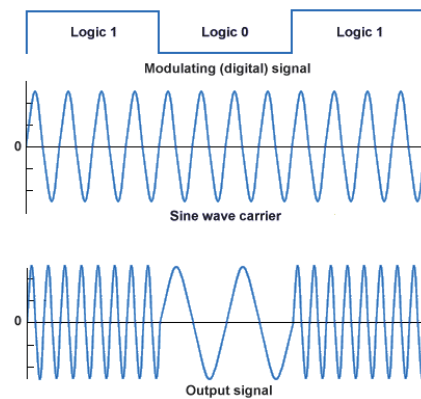 Logic 1 Logic 0 Logic 1
Modulating (digital) signal
0
Sine wave carrier
0
Output signal